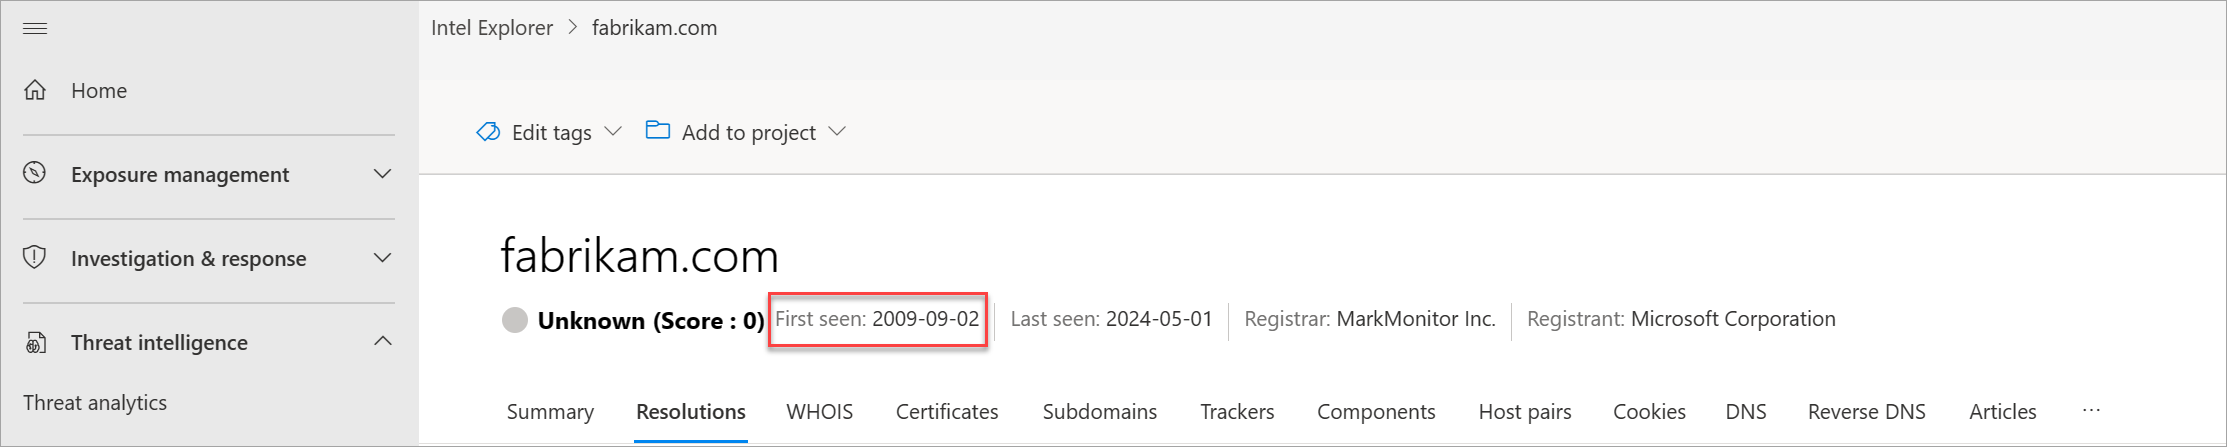 Intel Explorer > fabrikam.com
Home
Edit tags
Add to project
Exposure management
fabrikam.com
Investigation & response
Unknown (Score : 0) First seen: 2009-09-02 Last seen: 2024-05-01 Registrar: MarkMonitor Inc. Registrant: Microsoft Corporation
Threat intelligence
Threat analytics
Summary Resolutions WHOIS Certificates Subdomains Trackers Components Host pairs Cookies DNS Reverse DNS Articles ...